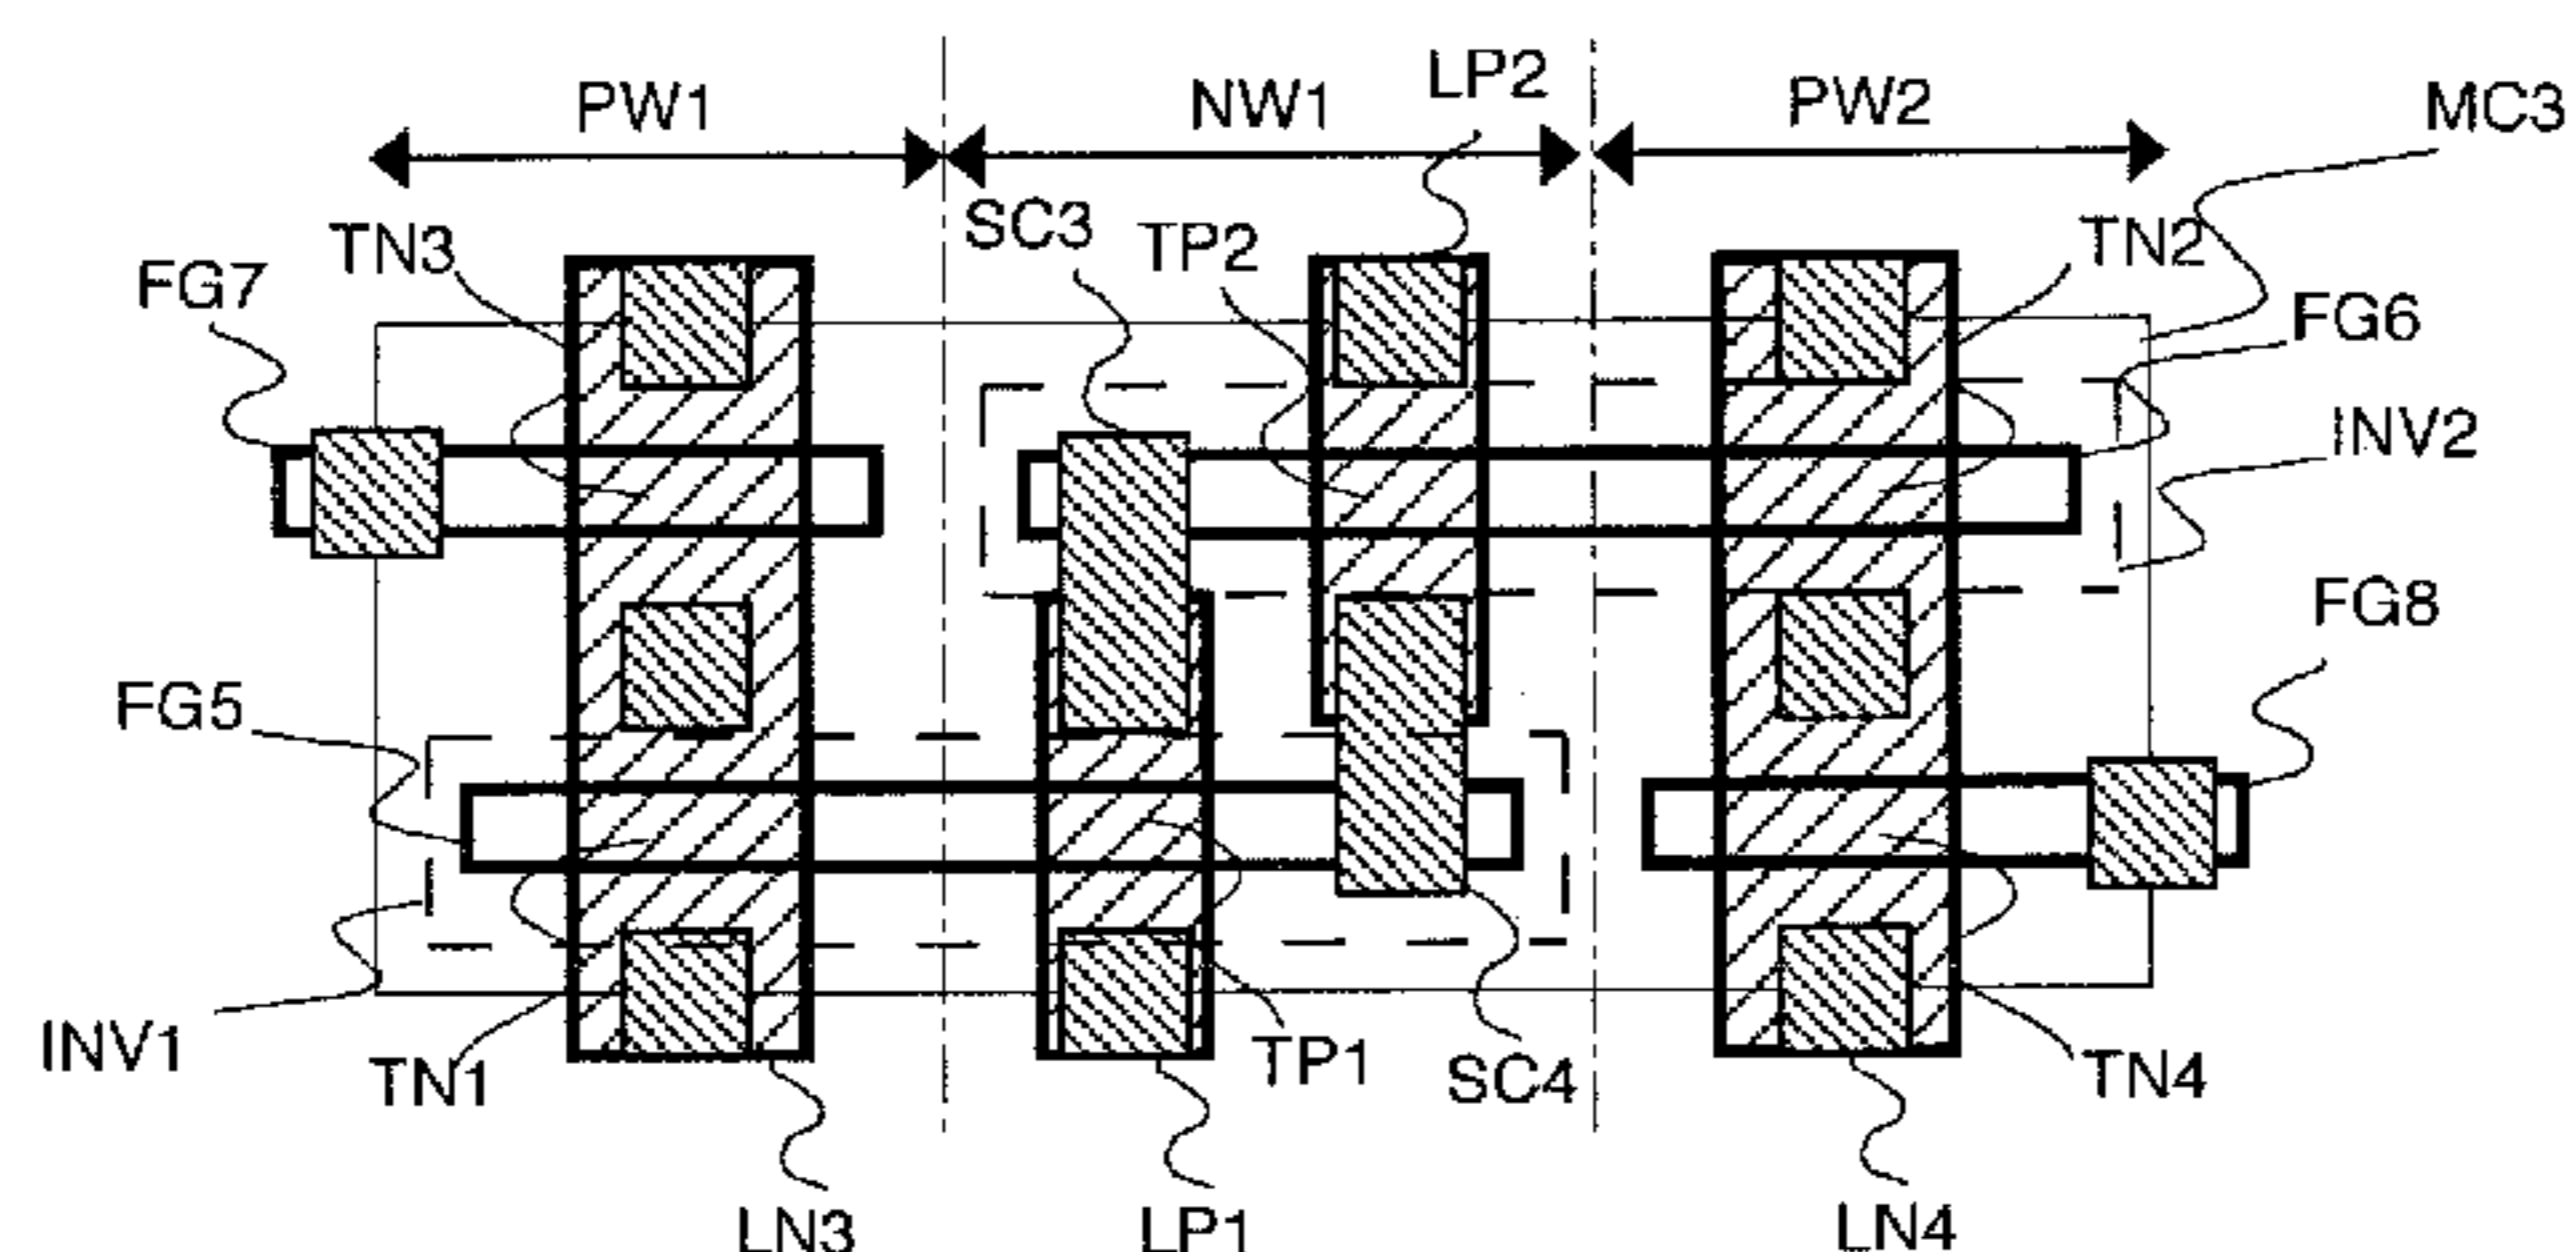 LP2
PW1
NW1
PW2
MC3
SC3
TP2
TN3
TN2
FG7
FG6
INV2
FG8
FG5
INV1
TN1
TP1
SC4
TN4
LN3
LP1
LN4